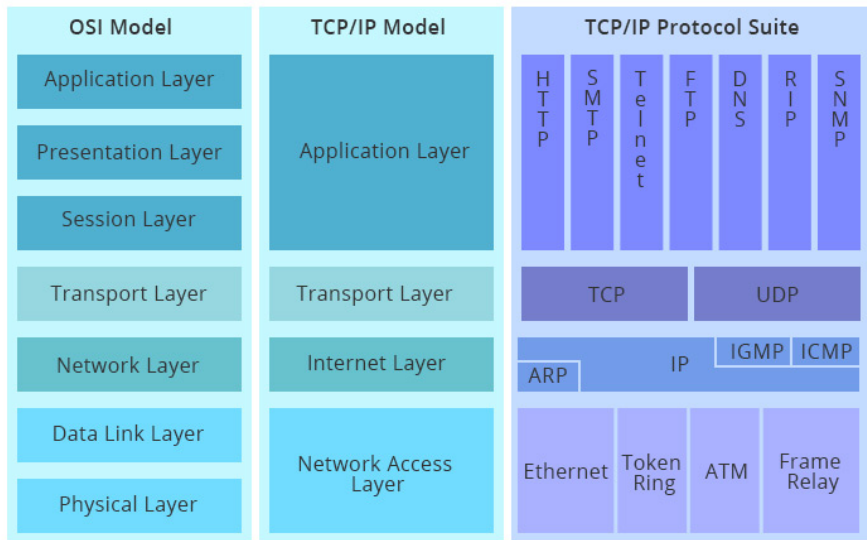 OSI Model
Application Layer
Presentation Layer
Session Layer
Transport Layer
Network Layer
Data Link Layer
Physical Layer
TCP/IP Model
Application Layer
Transport Layer
Internet Layer
Network Access
Layer
TCP/IP Protocol Suite
HTTP
SMTP
Telnet
FTP
DNS
RIP
SNMP
TCP
UDP
IP
IGMP
ICMP
ARP
Ethernet
Token
Ring
ATM
Frame
Relay